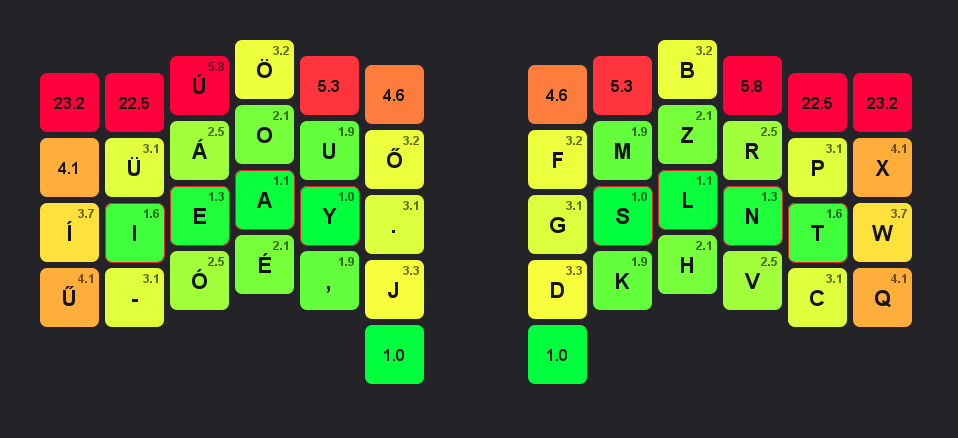 23.2 22.5 Ú 5.8 Ö 3.2 5.3 4.6 4.6 5.3 B 3.2 5.8 22.5 23.2
4.1 Ü 3.1 Á 2.5 O 2.1 U 1.9 Ő 3.2 F 3.2 M 1.9 Z 2.1 R 2.5 P 3.1 X 4.1
Í 3.7 I 1.6 E 1.3 A 1.1 Y 1.0 . 3.1 G 3.1 S 1.0 L 1.1 N 1.3 T 1.6 W 3.7
Ű 4.1 - 3.1 Ó 2.5 É 2.1 , 1.9 J 3.3 D 3.3 K 1.9 H 2.1 V 2.5 C 3.1 Q 4.1
1.0 1.0